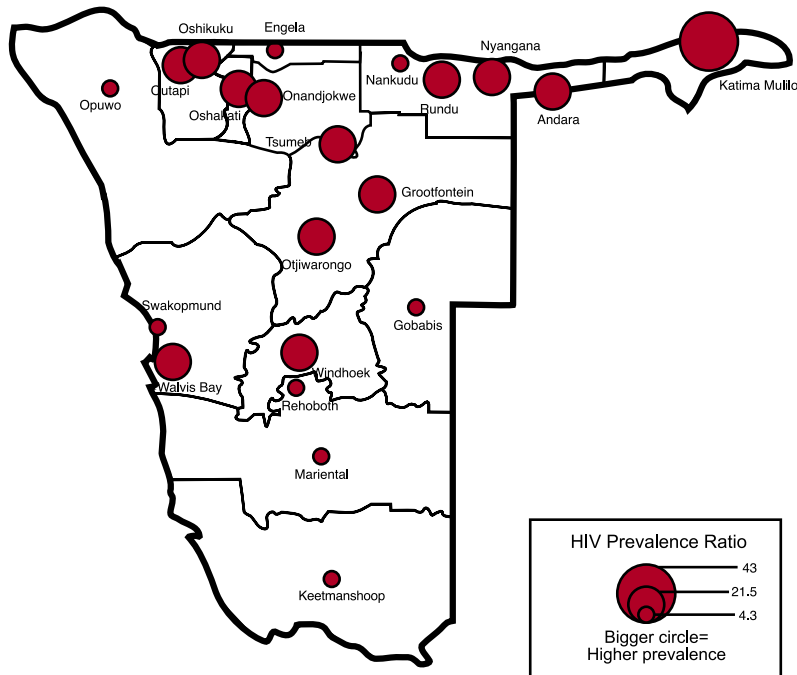 Oshikuku
Engela
Nyangana
Outapi
Nankudu
Katima Mulilo
Opuwo
Oshakati
Onandjokwe
Rundu
Andara
Tsumeb
Grootfontein
Otjiwarongo
Swakopmund
Gobabis
Walvis Bay
Windhoek
Rehoboth
Mariental
Keetmanshoop
HIV Prevalence Ratio
43
21.5
4.3
Bigger circle=
Higher prevalence